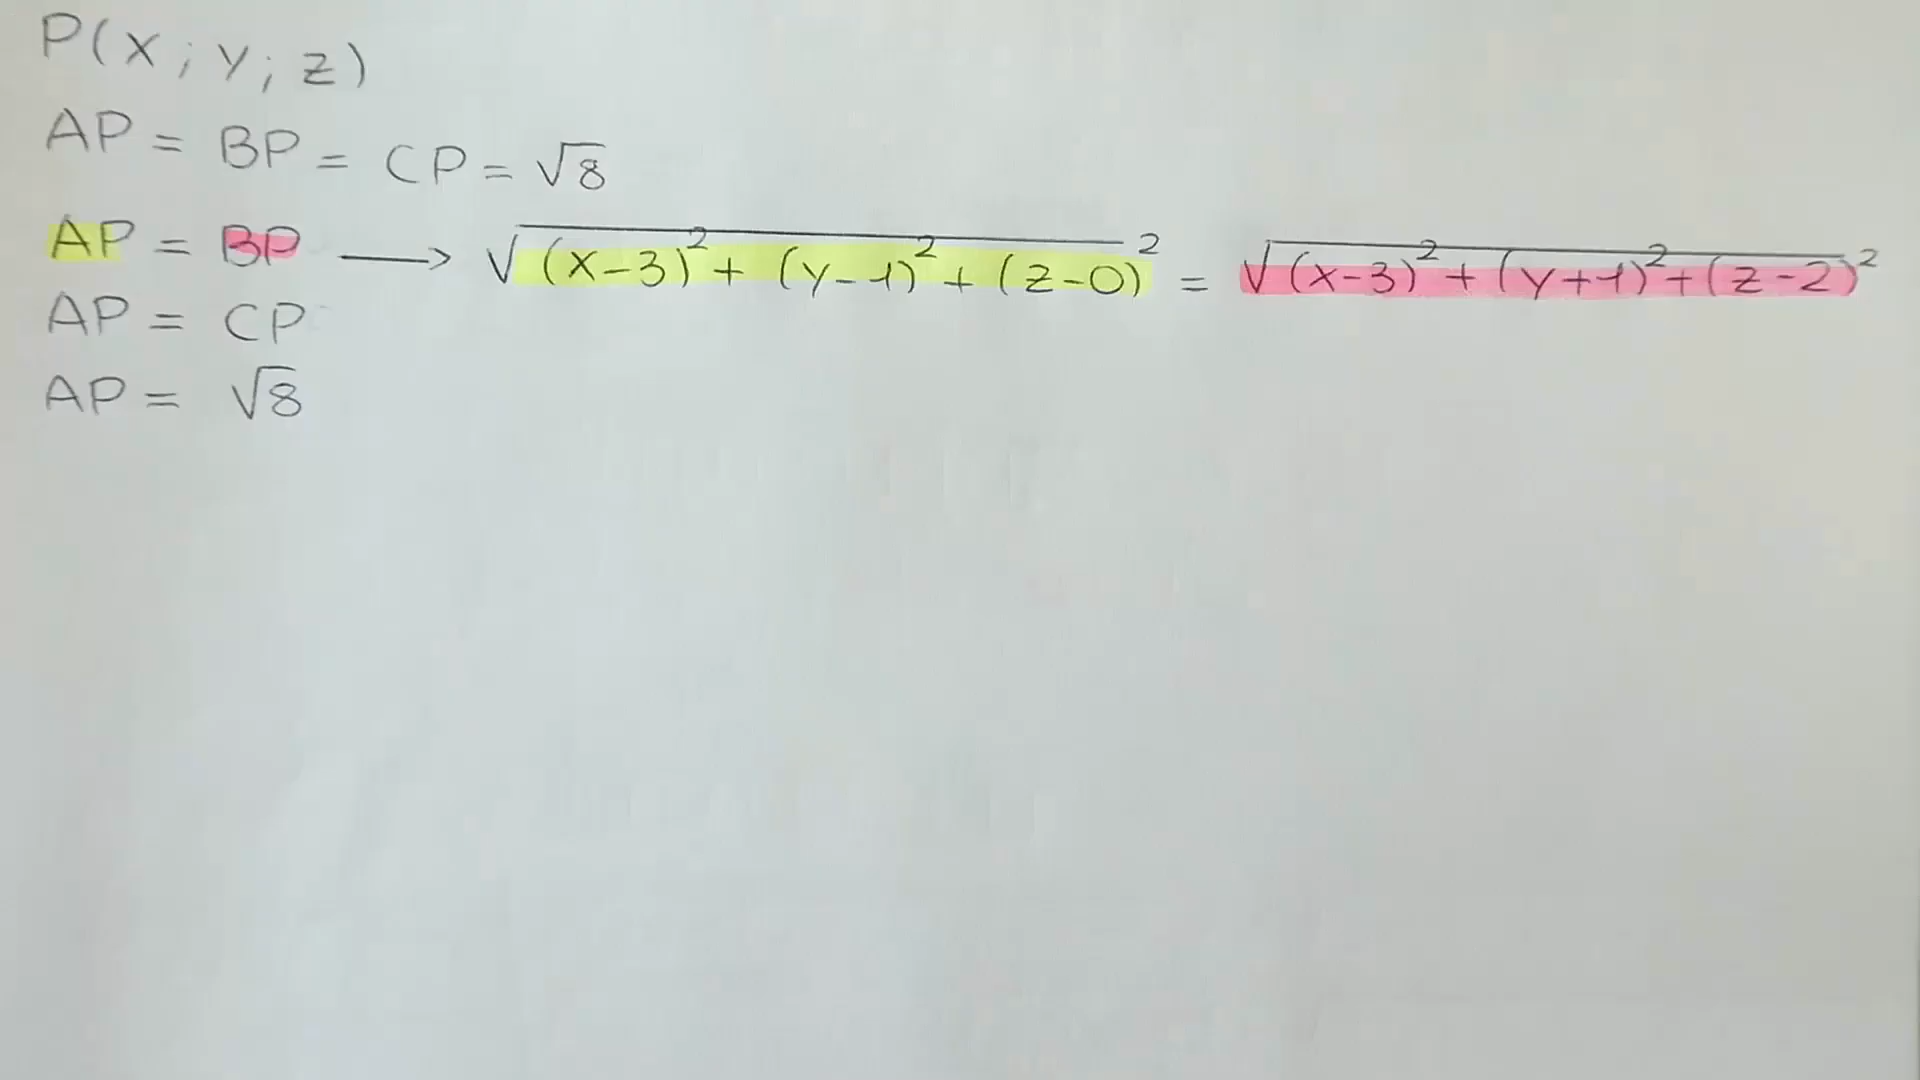 P(x; y; z)
AP = BP = CP = √8
AP = BP ⟶ √(x-3)² + (y-1)² + (z-0)² = √(x-3)² + (y+1)² + (z-2)²
AP = CP
AP = √8